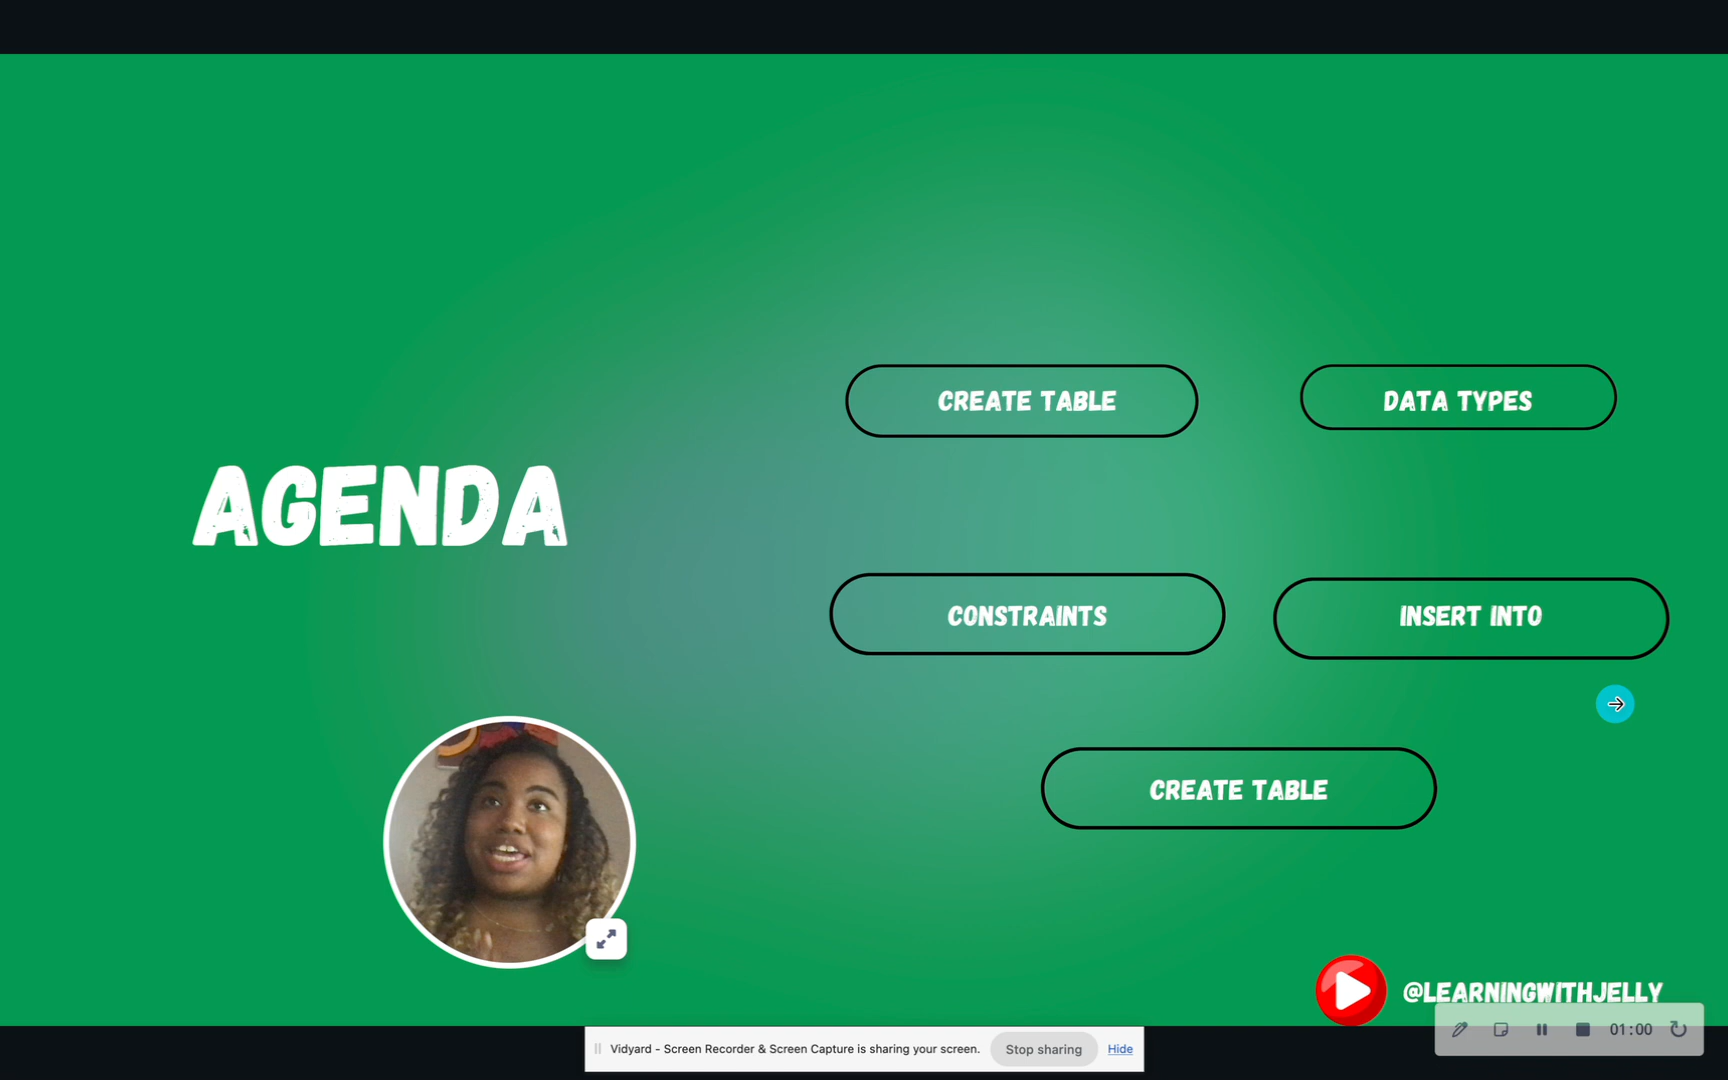 CREATE TABLE
DATA TYPES
AGENDA
CONSTRAINTS
INSERT INTO
CREATE TABLE
@LEARNINGWITHJELLY
01:00
Vidyard - Screen Recorder & Screen Capture is sharing your screen.
Stop sharing
Hide